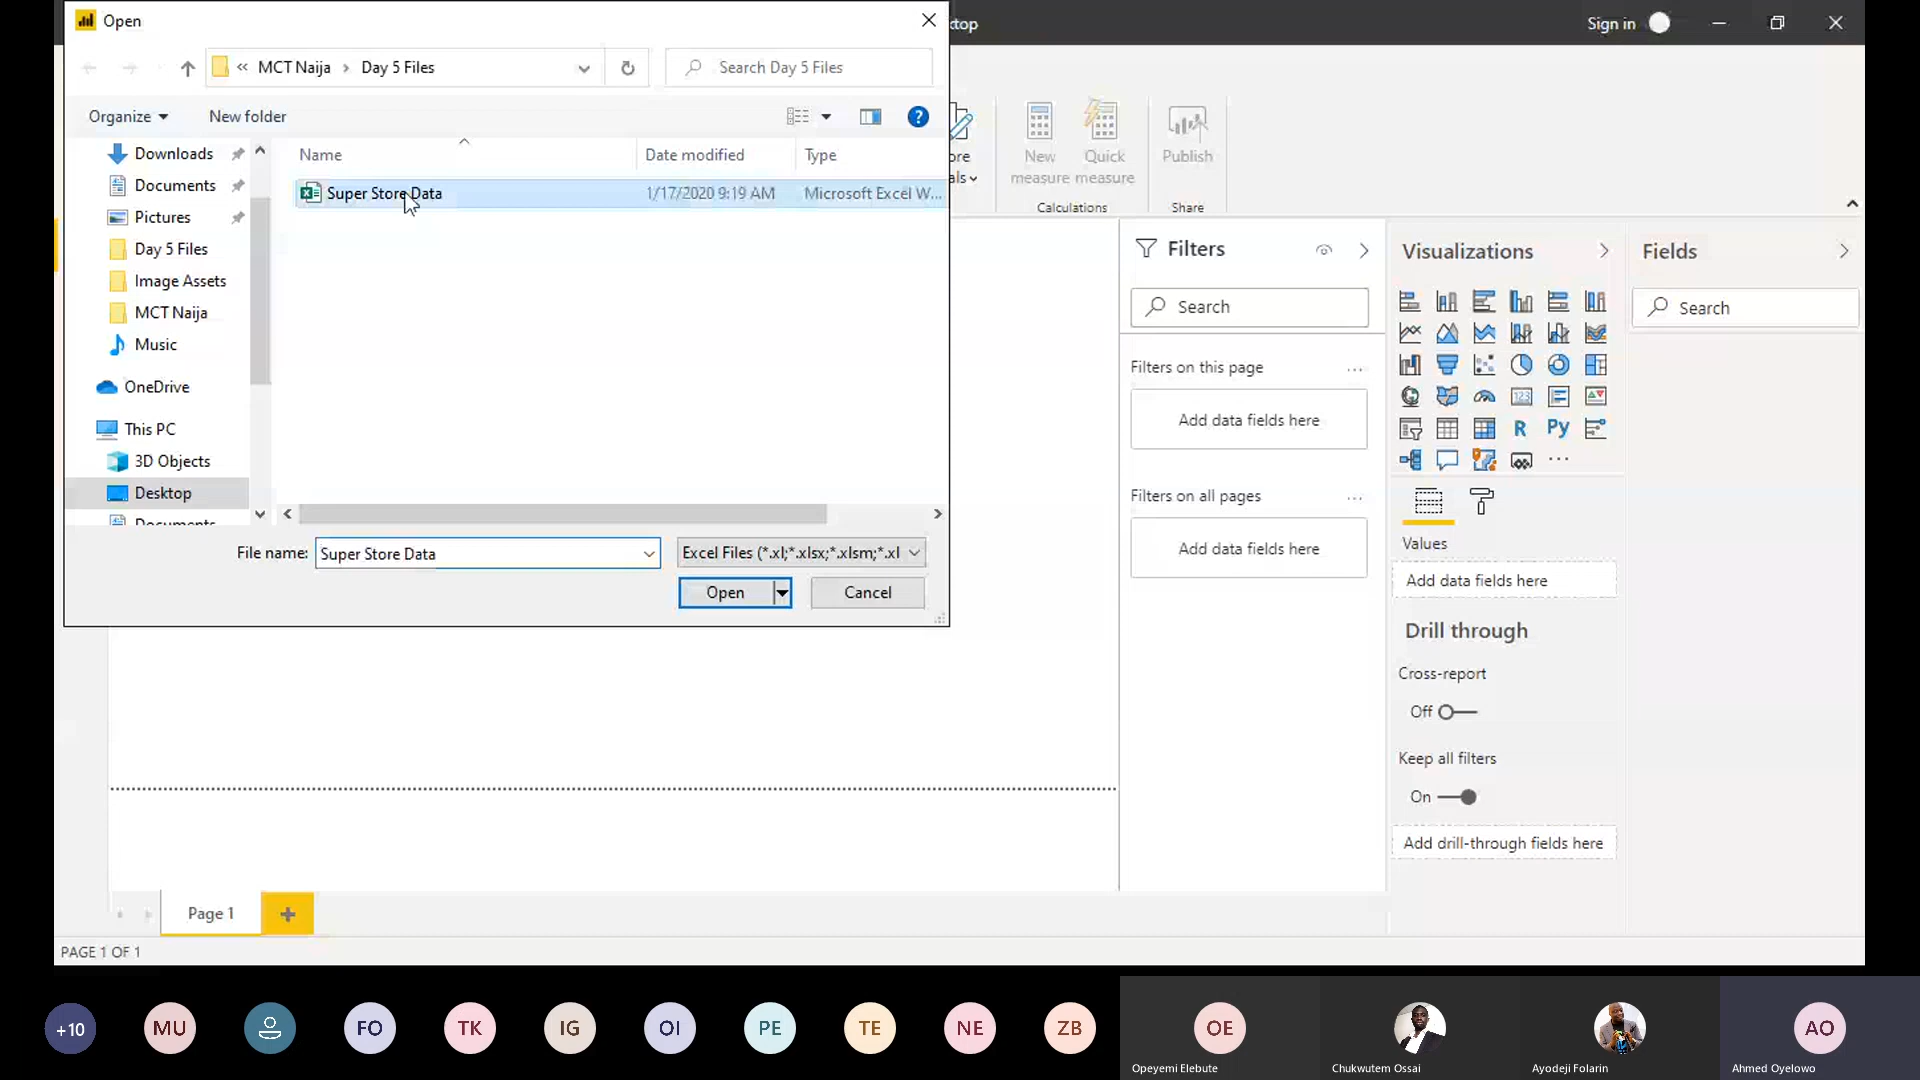 Open
top
Sign in
« MCT Naija › Day 5 Files
Search Day 5 Files
Organize
New folder
Name
Date modified
Type
Downloads
Documents
Pictures
Day 5 Files
Image Assets
MCT Naija
Music
OneDrive
This PC
3D Objects
Desktop
Documents
Super Store Data
1/17/2020 9:19 AM
Microsoft Excel W...
File name:
Super Store Data
Excel Files (*.xl;*.xlsx;*.xlsm;*.xl
Open
Cancel
ore
als
New measure
Quick measure
Publish
Calculations
Share
Filters
Search
Filters on this page
...
Add data fields here
Filters on all pages
...
Add data fields here
Visualizations
123
R
Py
...
Values
Add data fields here
Drill through
Cross-report
Off
Keep all filters
On
Add drill-through fields here
Fields
Search
Page 1
+
PAGE 1 OF 1
+10
MU
FO
TK
IG
OI
PE
TE
NE
ZB
OE
AO
Opeyemi Elebute
Chukwutem Ossai
Ayodeji Folarin
Ahmed Oyelowo